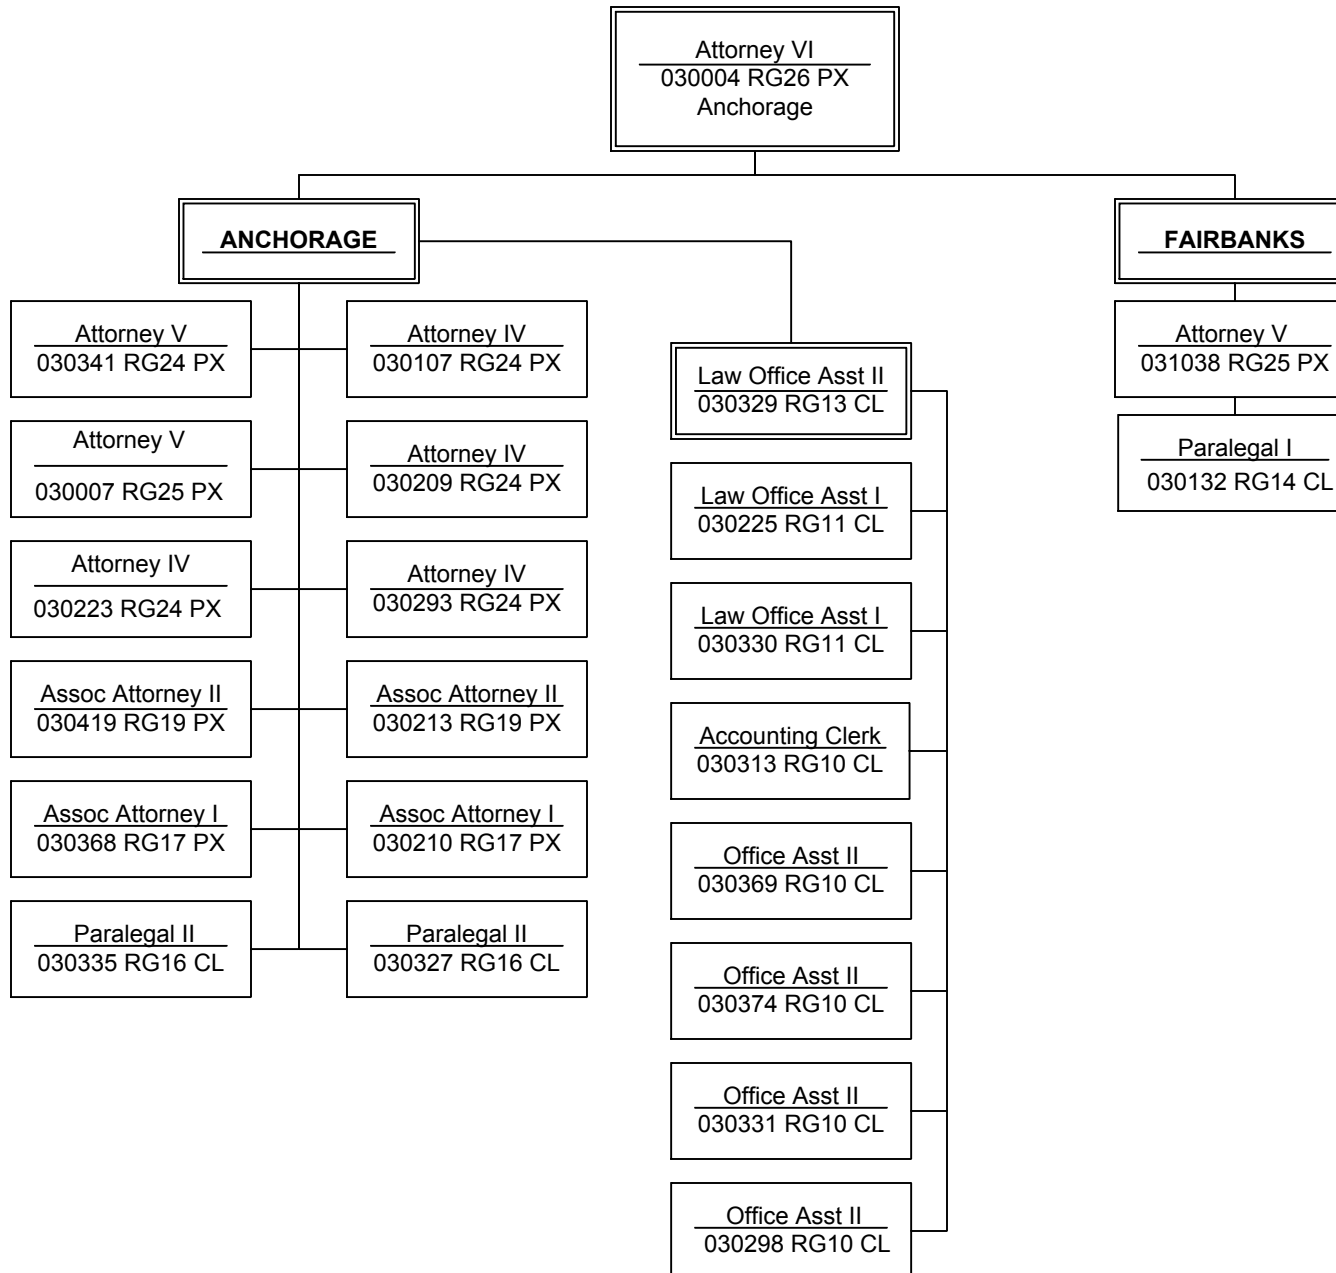 Attorney VI
030004 RG26 PX
Anchorage
ANCHORAGE
FAIRBANKS
Attorney V
030341 RG24 PX
Attorney IV
030107 RG24 PX
Attorney V
030007 RG25 PX
Attorney IV
030209 RG24 PX
Attorney IV
030223 RG24 PX
Attorney IV
030293 RG24 PX
Assoc Attorney II
030419 RG19 PX
Assoc Attorney II
030213 RG19 PX
Assoc Attorney I
030368 RG17 PX
Assoc Attorney I
030210 RG17 PX
Paralegal II
030335 RG16 CL
Paralegal II
030327 RG16 CL
Law Office Asst II
030329 RG13 CL
Law Office Asst I
030225 RG11 CL
Law Office Asst I
030330 RG11 CL
Accounting Clerk
030313 RG10 CL
Office Asst II
030369 RG10 CL
Office Asst II
030374 RG10 CL
Office Asst II
030331 RG10 CL
Office Asst II
030298 RG10 CL
Attorney V
031038 RG25 PX
Paralegal I
030132 RG14 CL